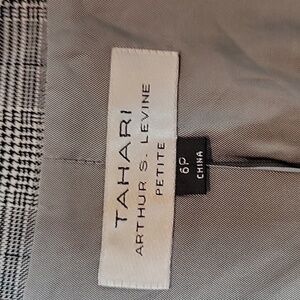 TAHARI
ARTHUR S. LEVINE
PETITE
6P
CHINA